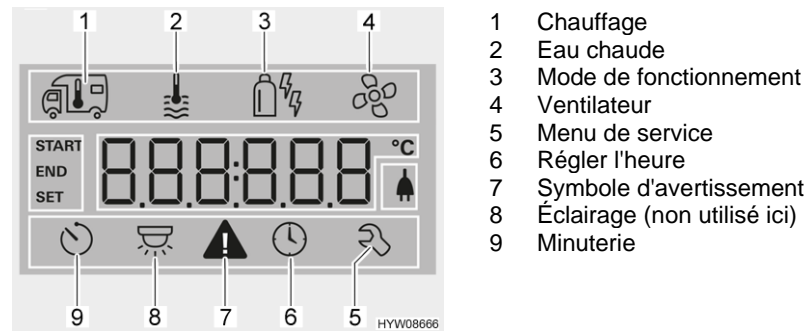 1 2 3 4
START
END
SET
888:888 °C
9 8 7 6 5
HYW08666
1 Chauffage
2 Eau chaude
3 Mode de fonctionnement
4 Ventilateur
5 Menu de service
6 Régler l'heure
7 Symbole d'avertissement
8 Éclairage (non utilisé ici)
9 Minuterie